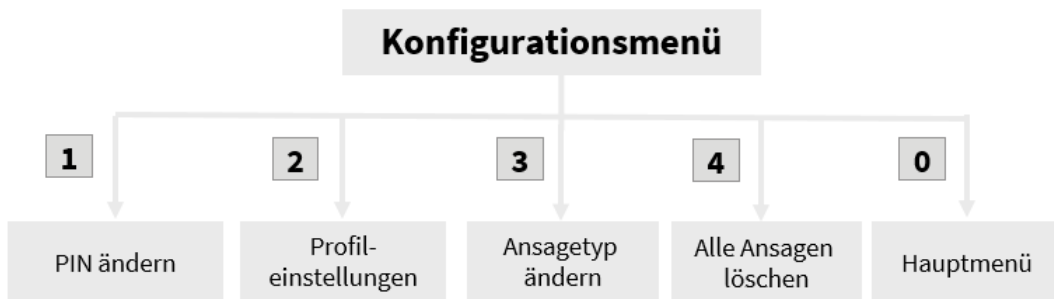 Konfigurationsmenü
1
2
3
4
0
PIN ändern
Profil-
einstellungen
Ansagetyp
ändern
Alle Ansagen
löschen
Hauptmenü